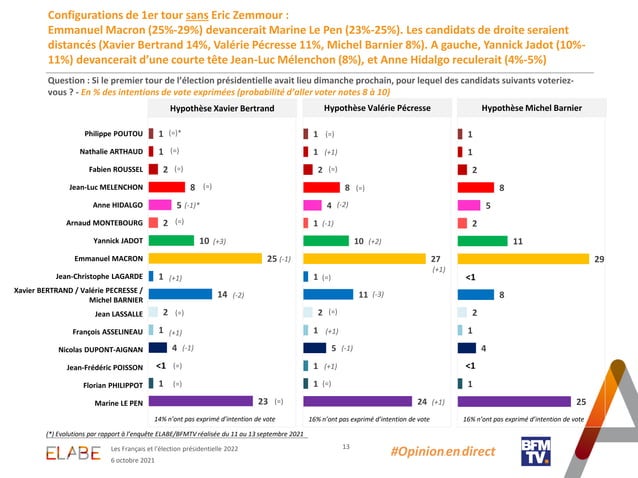 Configurations de 1er tour sans Eric Zemmour :
Emmanuel Macron (25%-29%) devancerait Marine Le Pen (23%-25%). Les candidats de droite seraient
distancés (Xavier Bertrand 14%, Valérie Pécresse 11%, Michel Barnier 8%). A gauche, Yannick Jadot (10%-
11%) devancerait d'une courte tête Jean-Luc Mélenchon (8%), et Anne Hidalgo reculerait (4%-5%)
Question : Si le premier tour de l'élection présidentielle avait lieu dimanche prochain, pour lequel des candidats suivants voteriez-
vous ? - En % des intentions de vote exprimées (probabilité d'aller voter notes 8 à 10)
Hypothèse Xavier Bertrand Hypothèse Valérie Pécresse Hypothèse Michel Barnier
Philippe POUTOU 1 (=)* 1 (=) 1
Nathalie ARTHAUD 1 (=) 1 (+1) 1
Fabien ROUSSEL 2 (=) 2 (=) 2
Jean-Luc MELENCHON 8 (=) 8 (=) 8
Anne HIDALGO 5 (-1)* 4 (-2) 5
Arnaud MONTEBOURG 2 (=) 1 (-1) 2
Yannick JADOT 10 (+3) 10 (+2) 11
Emmanuel MACRON 25 (-1) 27 (+1) 29
Jean-Christophe LAGARDE 1 (+1) 1 (=) <1
Xavier BERTRAND / Valérie PECRESSE /
Michel BARNIER 14 (-2) 11 (-3) 8
Jean LASSALLE 2 (=) 2 (=) 2
François ASSELINEAU 1 (+1) 1 (+1) 1
Nicolas DUPONT-AIGNAN 4 (-1) 5 (-1) 4
Jean-Frédéric POISSON <1 (=) 1 (+1) <1
Florian PHILIPPOT 1 (=) 1 (=) 1
Marine LE PEN 23 (=) 24 (+1) 25
14% n'ont pas exprimé d'intention de vote 16% n'ont pas exprimé d'intention de vote 16% n'ont pas exprimé d'intention de vote
(*) Evolutions par rapport à l'enquête ELABE/BFMTV réalisée du 11 au 13 septembre 2021
ELABE Les Français et l'élection présidentielle 2022 13 #Opinionendirect BFM
TV.
6 octobre 2021